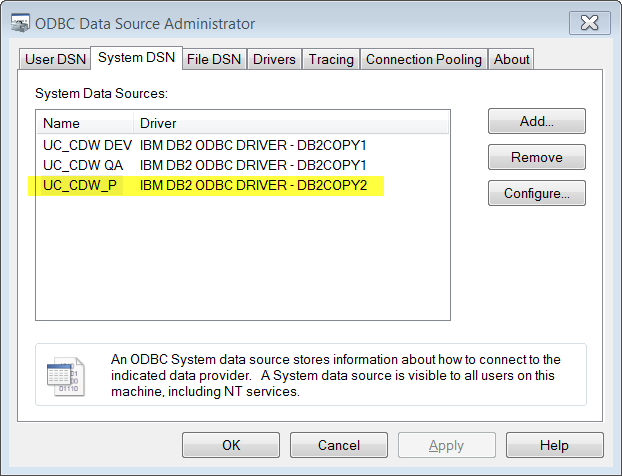 ODBC Data Source Administrator
User DSN System DSN File DSN Drivers Tracing Connection Pooling About
System Data Sources:
Name Driver
UC_CDW DEV IBM DB2 ODBC DRIVER - DB2COPY1
UC_CDW QA IBM DB2 ODBC DRIVER - DB2COPY1
UC_CDW_P IBM DB2 ODBC DRIVER - DB2COPY2
Add...
Remove
Configure...
An ODBC System data source stores information about how to connect to the
indicated data provider. A System data source is visible to all users on this
machine, including NT services.
OK Cancel Apply Help